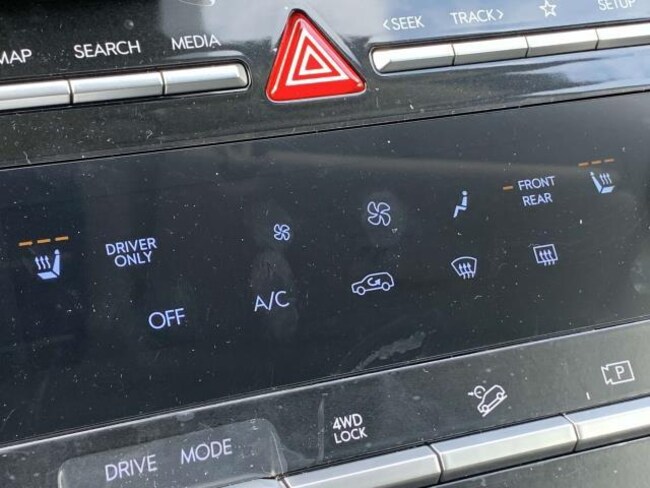 MAP SEARCH MEDIA
<SEEK TRACK> SETUP
FRONT
REAR
DRIVER
ONLY
OFF A/C
4WD
LOCK
P
DRIVE MODE